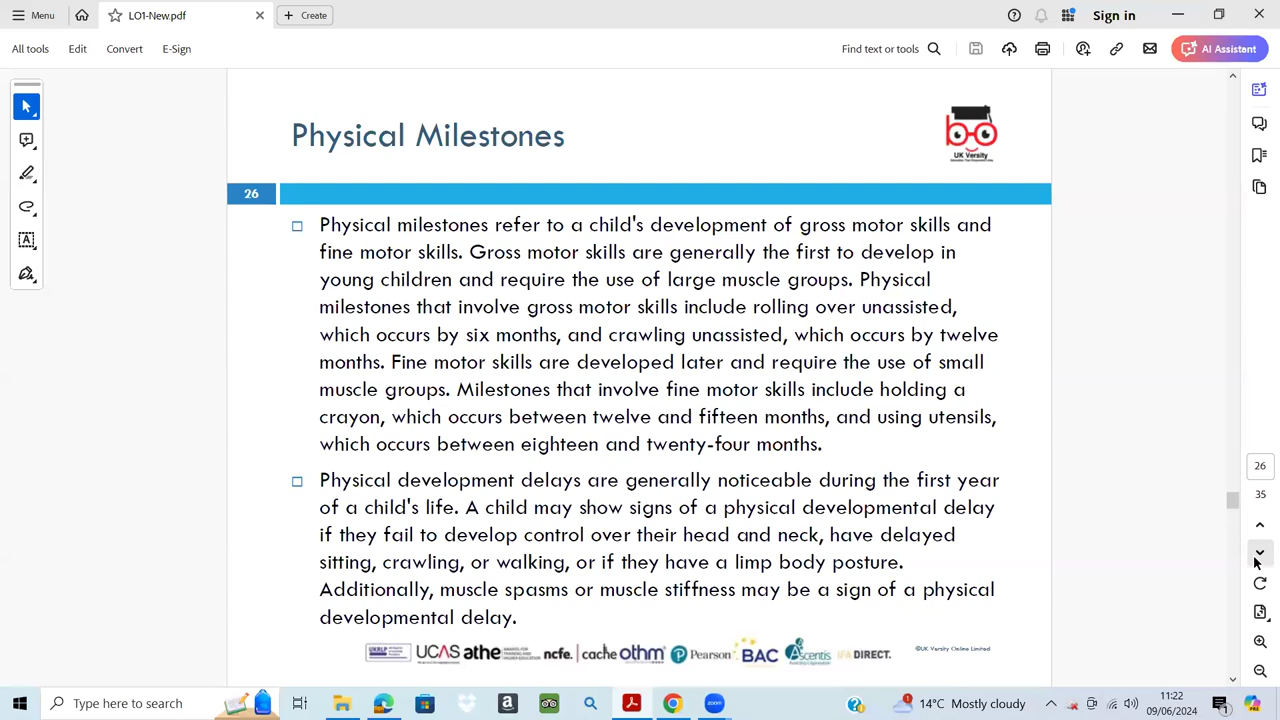 Menu
LO1-New.pdf
Create
Sign in
All tools
Edit
Convert
E-Sign
Find text or tools
AI Assistant
Physical Milestones
UK Versity
26
Physical milestones refer to a child's development of gross motor skills and
fine motor skills. Gross motor skills are generally the first to develop in
young children and require the use of large muscle groups. Physical
milestones that involve gross motor skills include rolling over unassisted,
which occurs by six months, and crawling unassisted, which occurs by twelve
months. Fine motor skills are developed later and require the use of small
muscle groups. Milestones that involve fine motor skills include holding a
crayon, which occurs between twelve and fifteen months, and using utensils,
which occurs between eighteen and twenty-four months.
Physical development delays are generally noticeable during the first year
of a child's life. A child may show signs of a physical developmental delay
if they fail to develop control over their head and neck, have delayed
sitting, crawling, or walking, or if they have a limp body posture.
Additionally, muscle spasms or muscle stiffness may be a sign of a physical
developmental delay.
UKRLP UCAS athe ncfe. cache othm Pearson BAC Ascentis IFA DIRECT.
©UK Versity Online Limited
26
35
Type here to search
14°C Mostly cloudy
11:22
09/06/2024